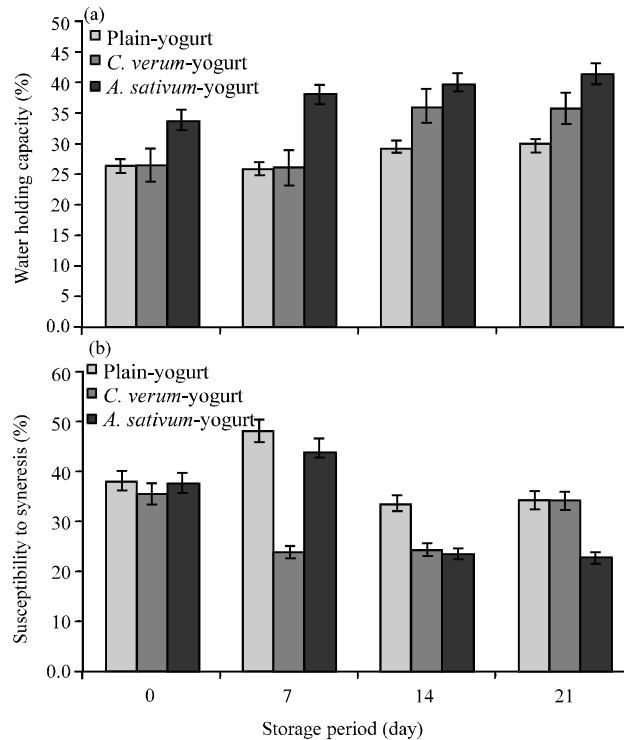 (a)
Plain-yogurt
C. verum-yogurt
A. sativum-yogurt
Water holding capacity (%)
50
45
40
35
30
25
20
15
10
5
0.0
(b)
Plain-yogurt
C. verum-yogurt
A. sativum-yogurt
Susceptibility to syneresis (%)
60
50
40
30
20
10
0.0
0 7 14 21
Storage period (day)